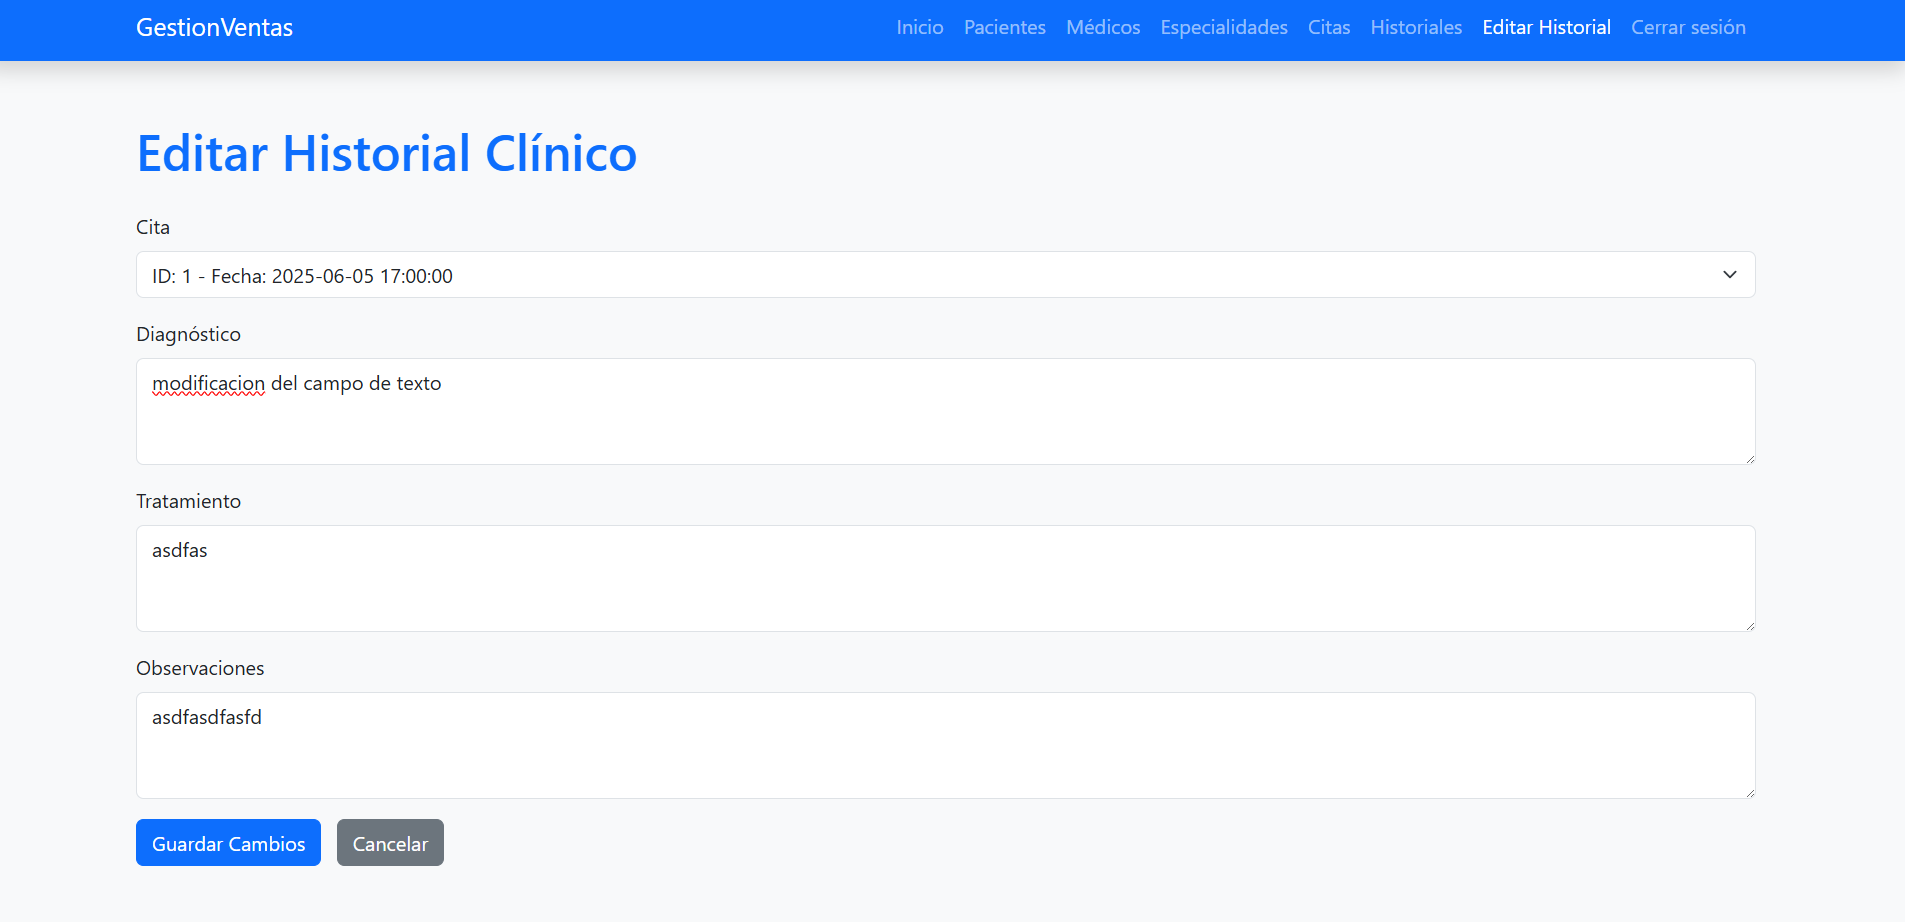 GestionVentas
Inicio Pacientes Médicos Especialidades Citas Historiales Editar Historial Cerrar sesión
Editar Historial Clínico
Cita
ID: 1 - Fecha: 2025-06-05 17:00:00
Diagnóstico
modificacion del campo de texto
Tratamiento
asdfas
Observaciones
asdfasdfasfd
Guardar Cambios Cancelar